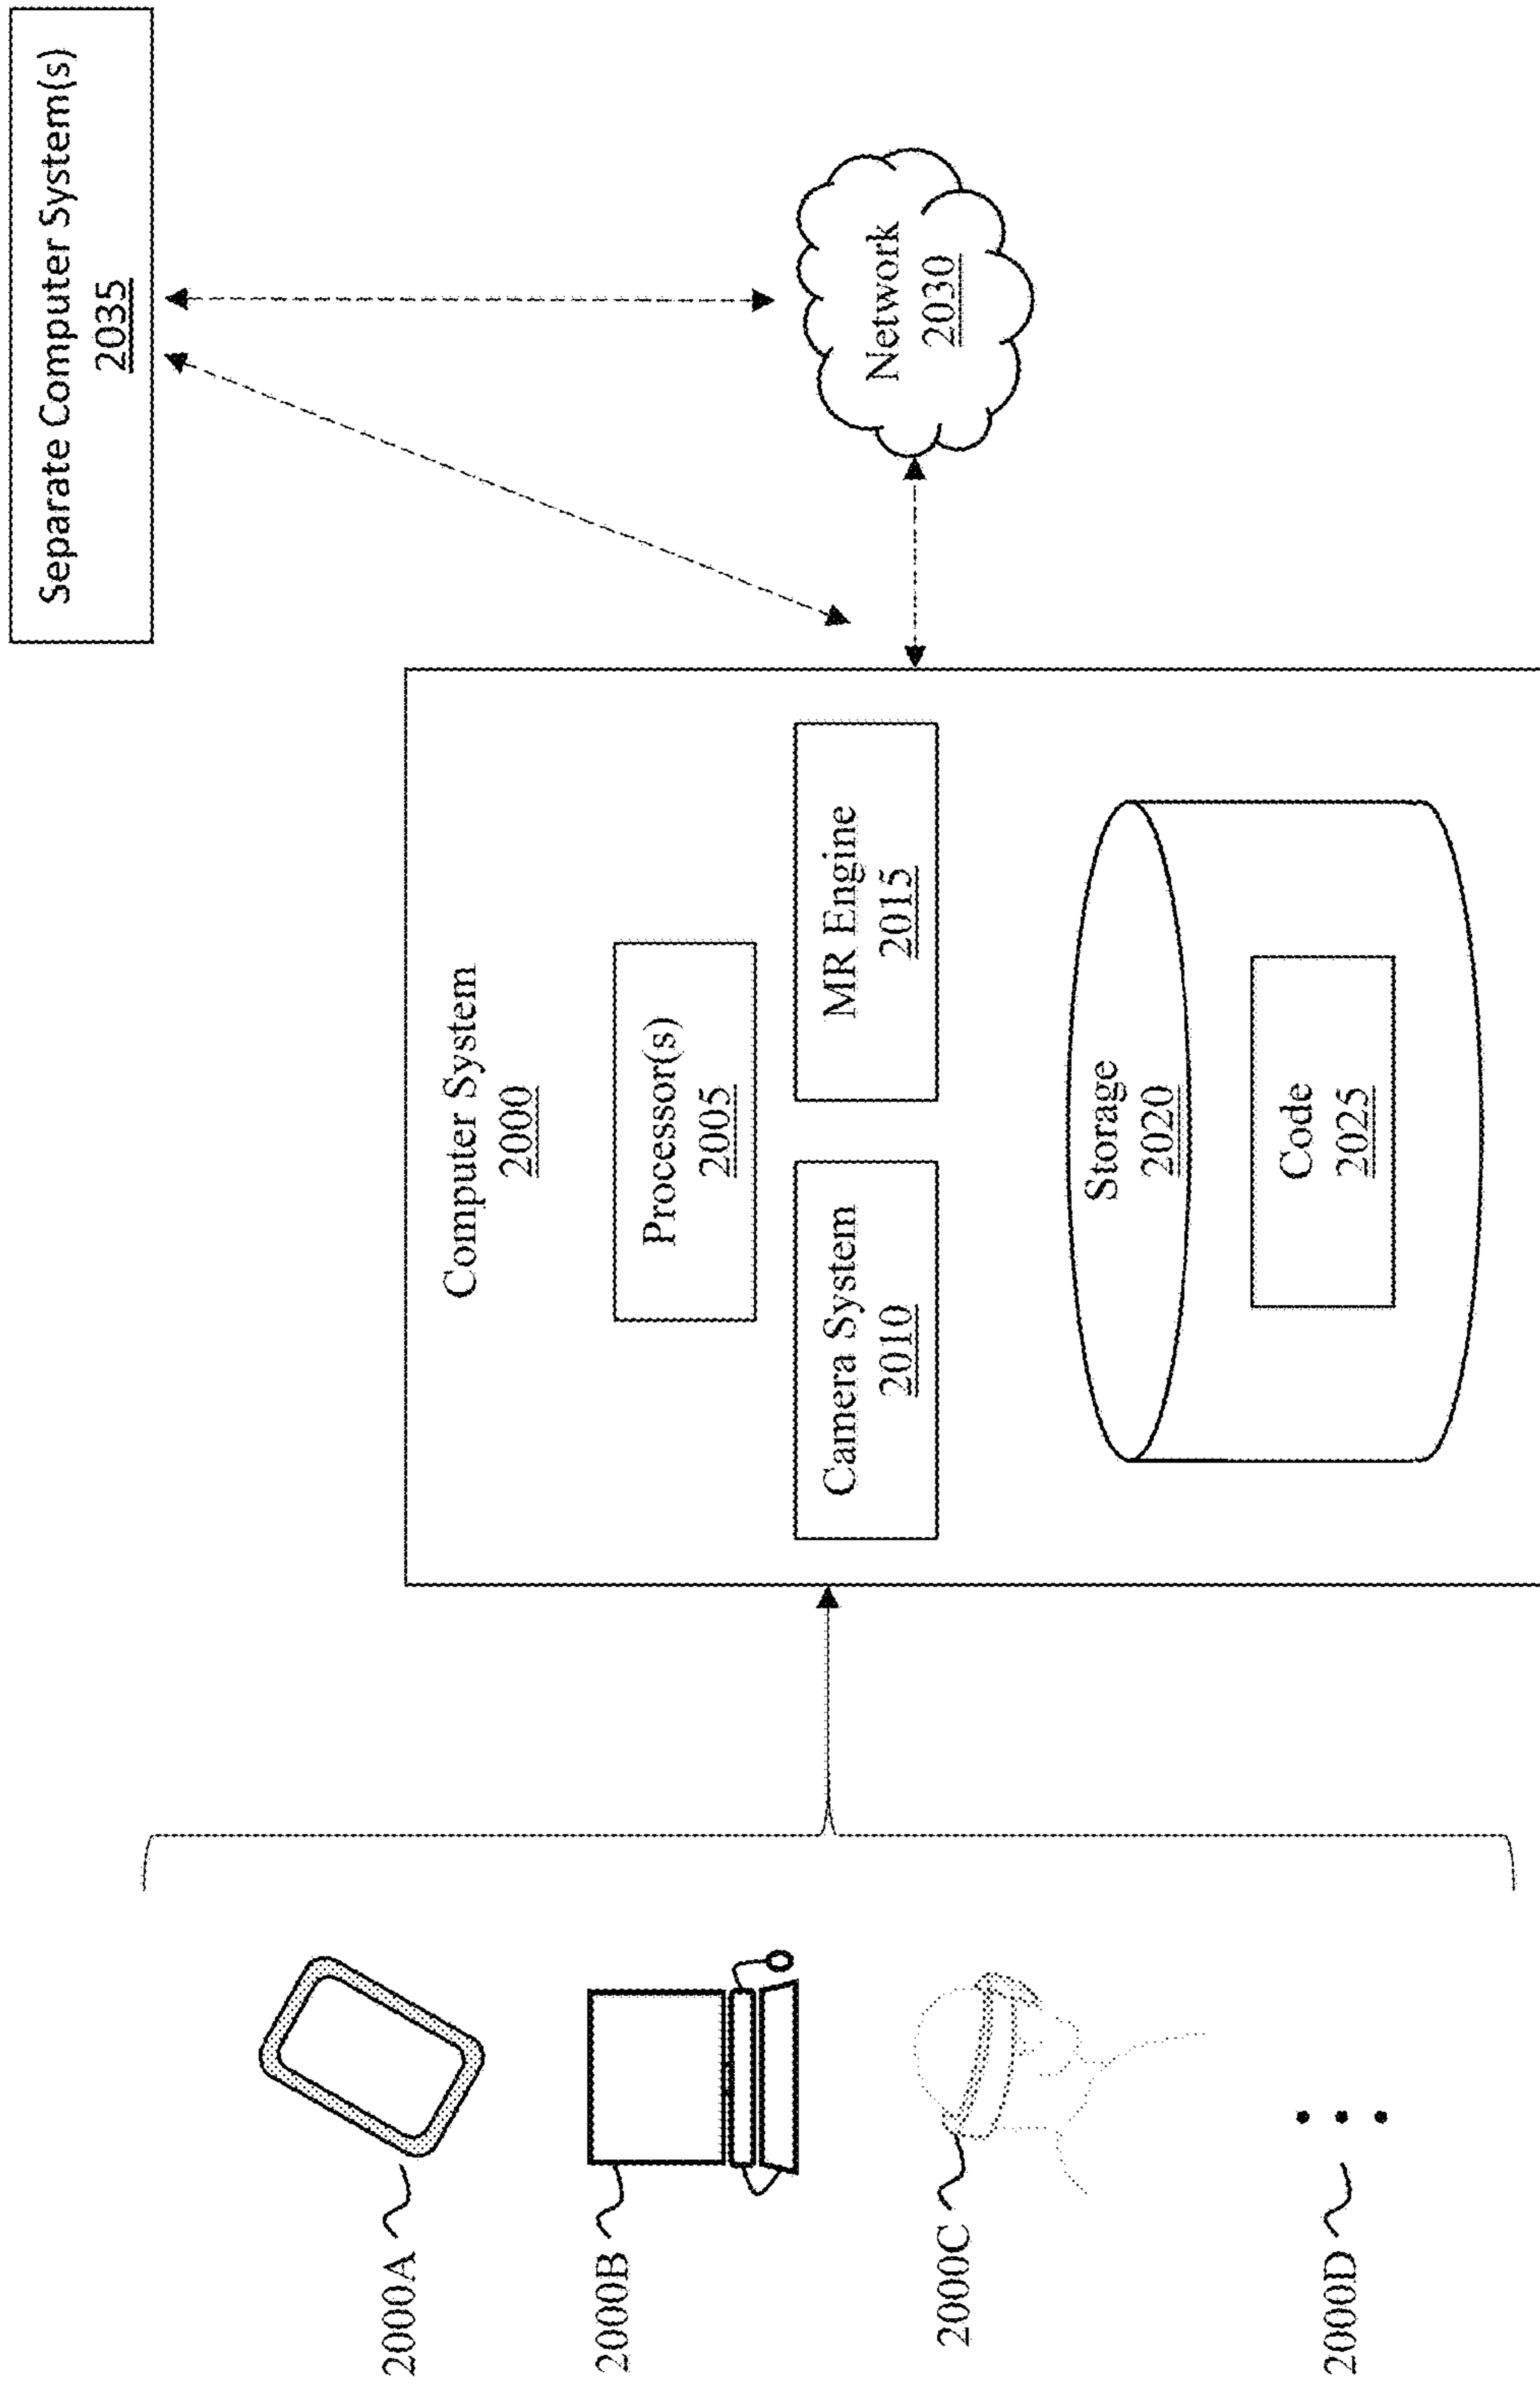 Separate Computer System(s)
2035
Computer System
2000
Processor(s)
2005
Camera System
2010
MR Engine
2015
Storage
2020
Code
2025
Network
2030
2000A
2000B
2000C
2000D